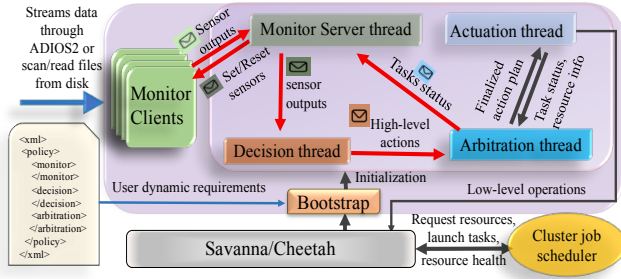 Streams data
through
ADIOS2 or
scan/read files
from disk
Sensor
outputs
Set/Reset
sensors
Monitor
Clients
Monitor Server thread
Actuation thread
sensor
outputs
Tasks status
Finalized
action plan
Task status,
resource info
High-level
actions
Decision thread
Arbitration thread
<xml>
<policy>
<monitor>
</monitor>
<decision>
</decision>
<arbitration>
</arbitration>
</policy>
</xml>
Initialization
User dynamic requirements
Bootstrap
Low-level operations
Savanna/Cheetah
Request resources,
launch tasks,
resource health
Cluster job
scheduler